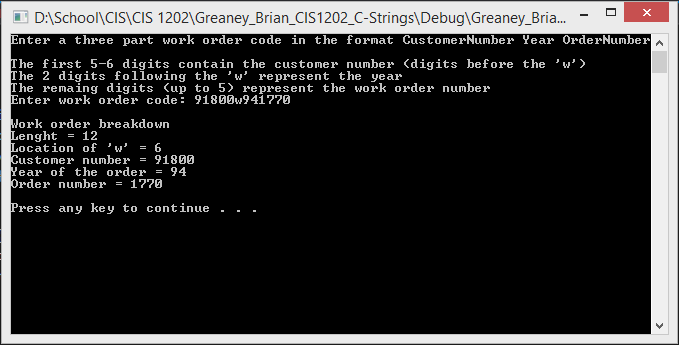 D:\School\CIS\CIS 1202\Greaney_Brian_CIS1202_C-Strings\Debug\Greaney_Bria...
Enter a three part work order code in the format CustomerNumber Year OrderNumber
The first 5-6 digits contain the customer number (digits before the 'w')
The 2 digits following the 'w' represent the year
The remaing digits (up to 5) represent the work order number
Enter work order code: 91800w941770
Work order breakdown
Lenght = 12
Location of 'w' = 6
Customer number = 91800
Year of the order = 94
Order number = 1770
Press any key to continue . . .